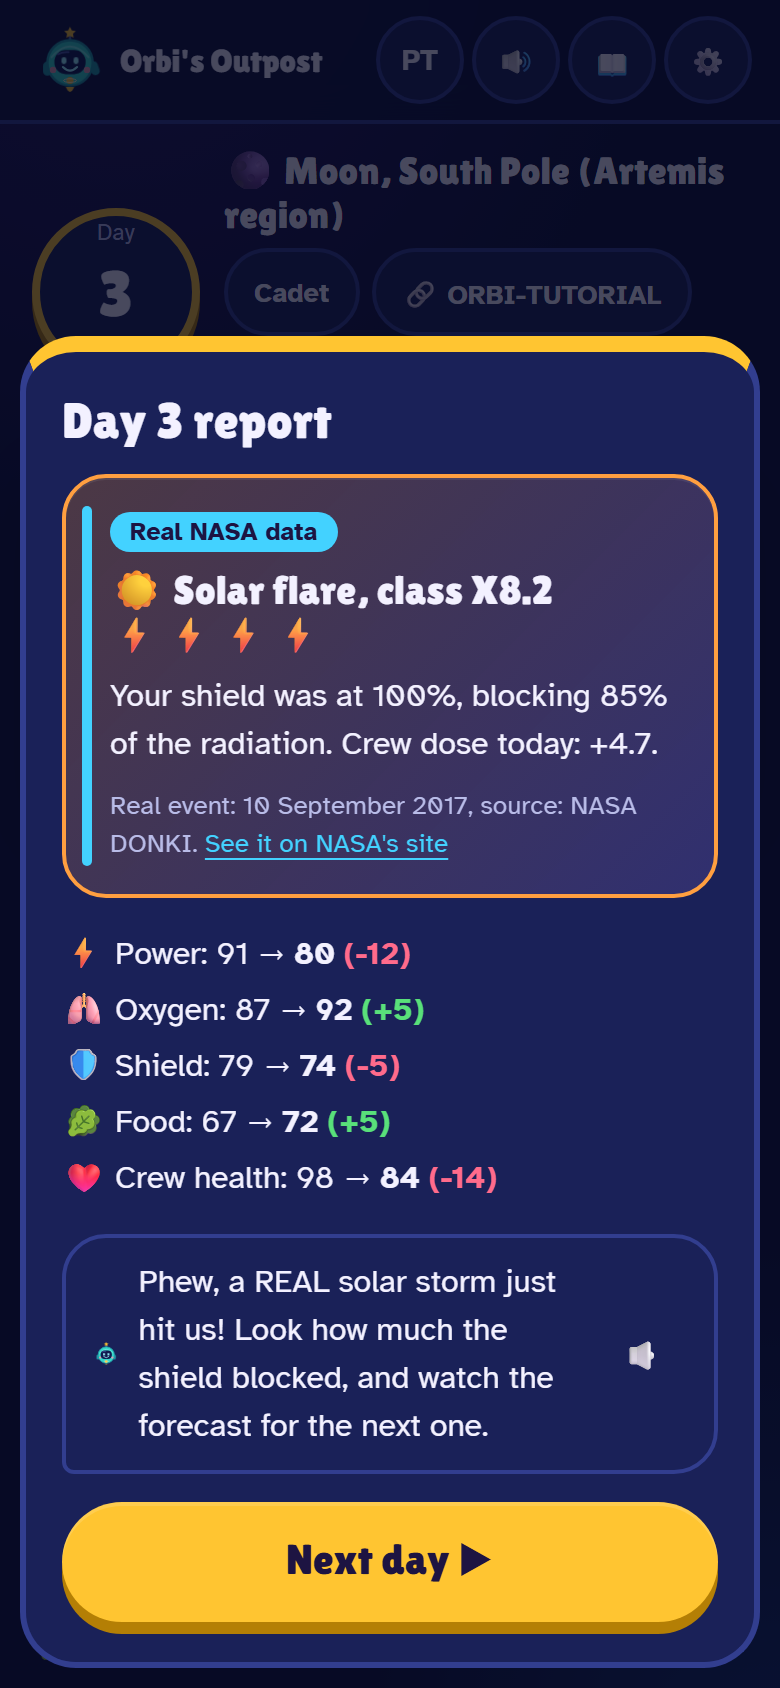 Orbi's Outpost
PT
Moon, South Pole (Artemis
region)
Day
3
Cadet
ORBI-TUTORIAL
Day 3 report
Real NASA data
Solar flare, class X8.2
Your shield was at 100%, blocking 85%
of the radiation. Crew dose today: +4.7.
Real event: 10 September 2017, source: NASA
DONKI. See it on NASA's site
Power: 91 → 80 (-12)
Oxygen: 87 → 92 (+5)
Shield: 79 → 74 (-5)
Food: 67 → 72 (+5)
Crew health: 98 → 84 (-14)
Phew, a REAL solar storm just
hit us! Look how much the
shield blocked, and watch the
forecast for the next one.
Next day ▶